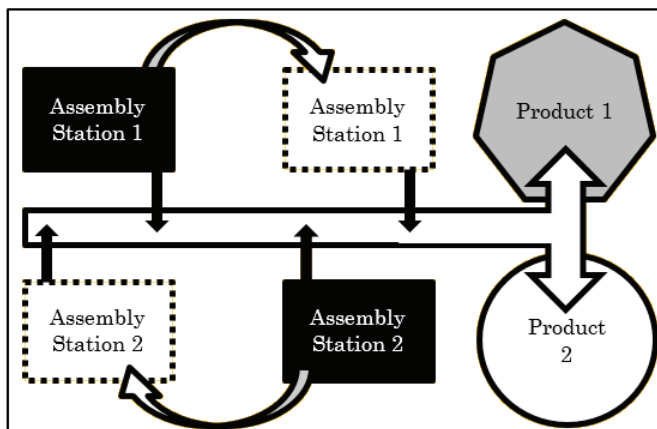 Assembly
Station 1
Assembly
Station 1
Product 1
Assembly
Station 2
Assembly
Station 2
Product
2